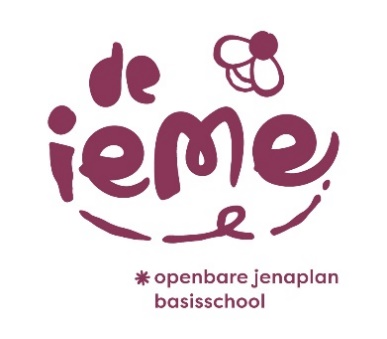 de
ieme
* openbare jenaplan
basisschool